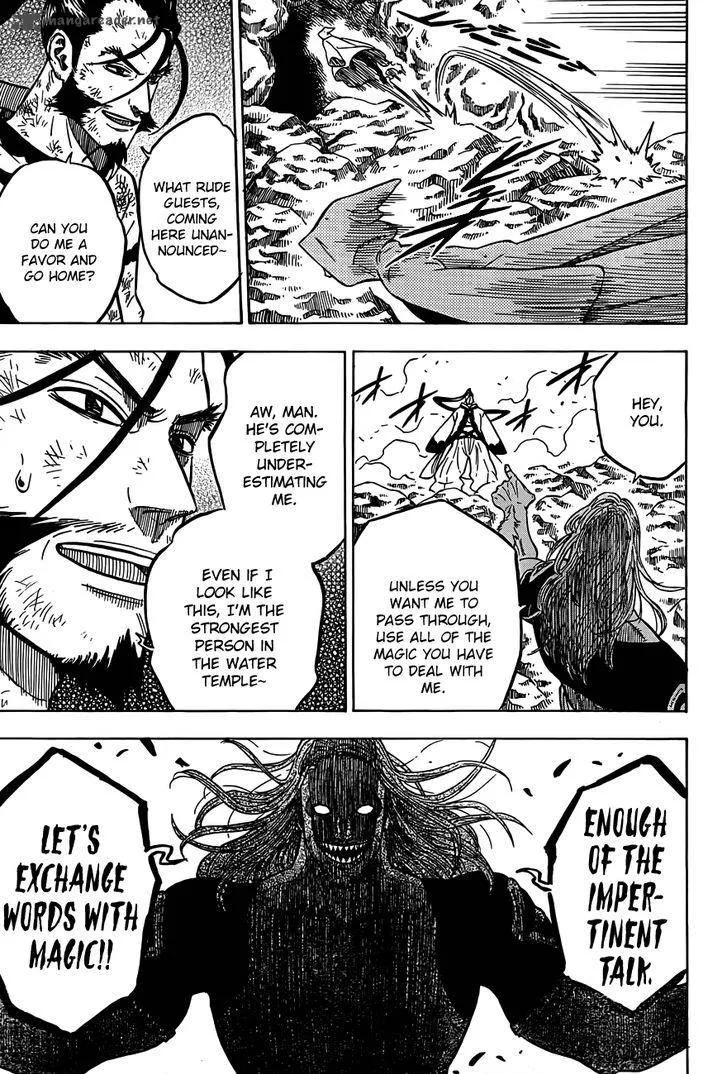 mangareader.net
WHAT RUDE
GUESTS,
COMING
HERE UNAN-
NOUNCED~
CAN YOU
DO ME A
FAVOR AND
GO HOME?
HEY,
YOU.
UNLESS YOU
WANT ME TO
PASS THROUGH,
USE ALL OF THE
MAGIC YOU HAVE
TO DEAL WITH
ME.
AW, MAN.
HE'S COM-
PLETELY
UNDER-
ESTIMATING
ME.
EVEN IF I
LOOK LIKE
THIS, I'M THE
STRONGEST
PERSON IN
THE WATER
TEMPLE~
ENOUGH
OF THE
IMPER-
TINENT
TALK.
LET'S
EXCHANGE
WORDS WITH
MAGIC!!